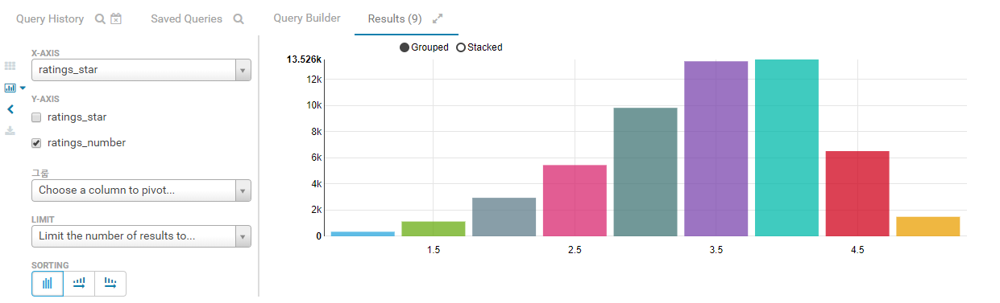 Query History
Saved Queries
Query Builder
Results (9)
X-AXIS
ratings_star
Y-AXIS
ratings_star
ratings_number
그룹
Choose a column to pivot...
LIMIT
Limit the number of results to...
SORTING
Grouped Stacked
13.526k
12k
10k
8k
6k
4k
2k
0
1.5 2.5 3.5 4.5